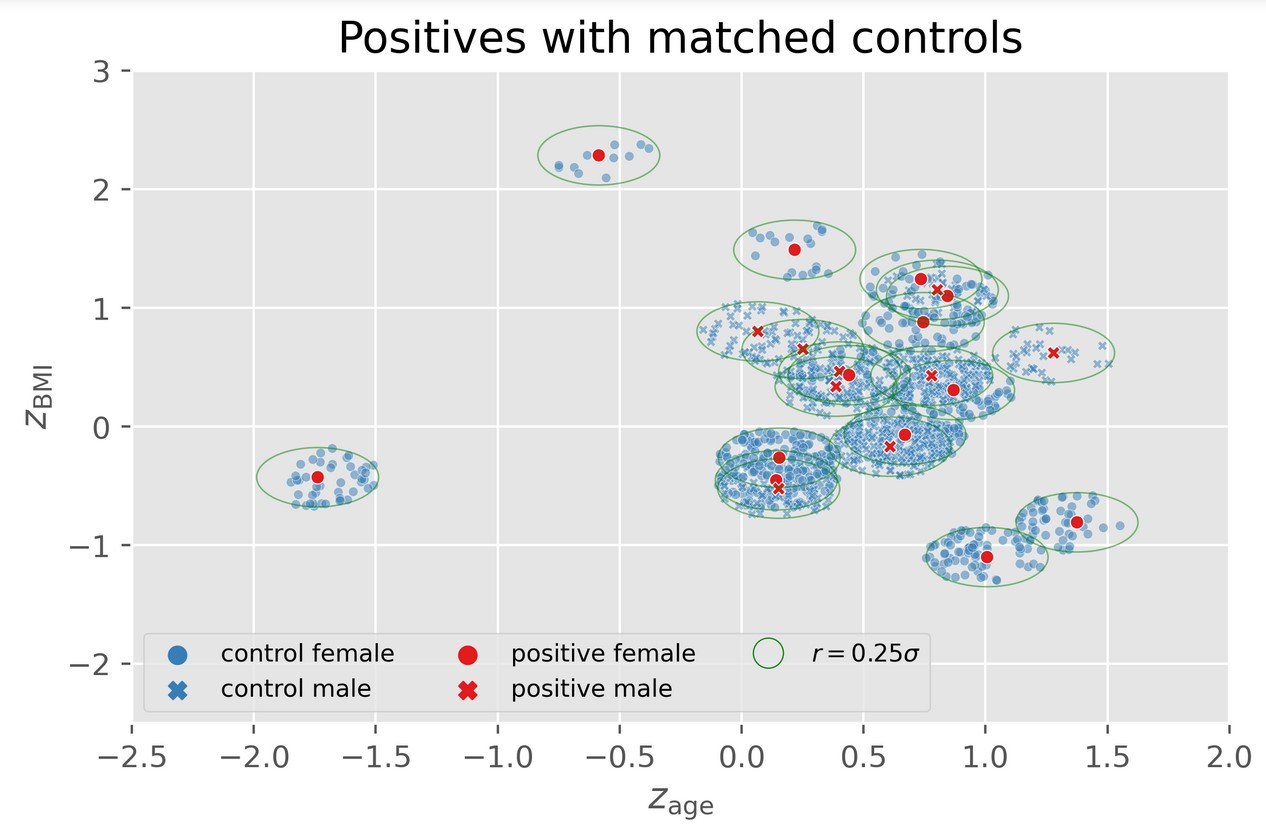 Positives with matched controls
3
2
1
0
−1
−2
z_BMI
control female
positive female
r = 0.25σ
control male
positive male
−2.5 −2.0 −1.5 −1.0 −0.5 0.0 0.5 1.0 1.5 2.0
z_age